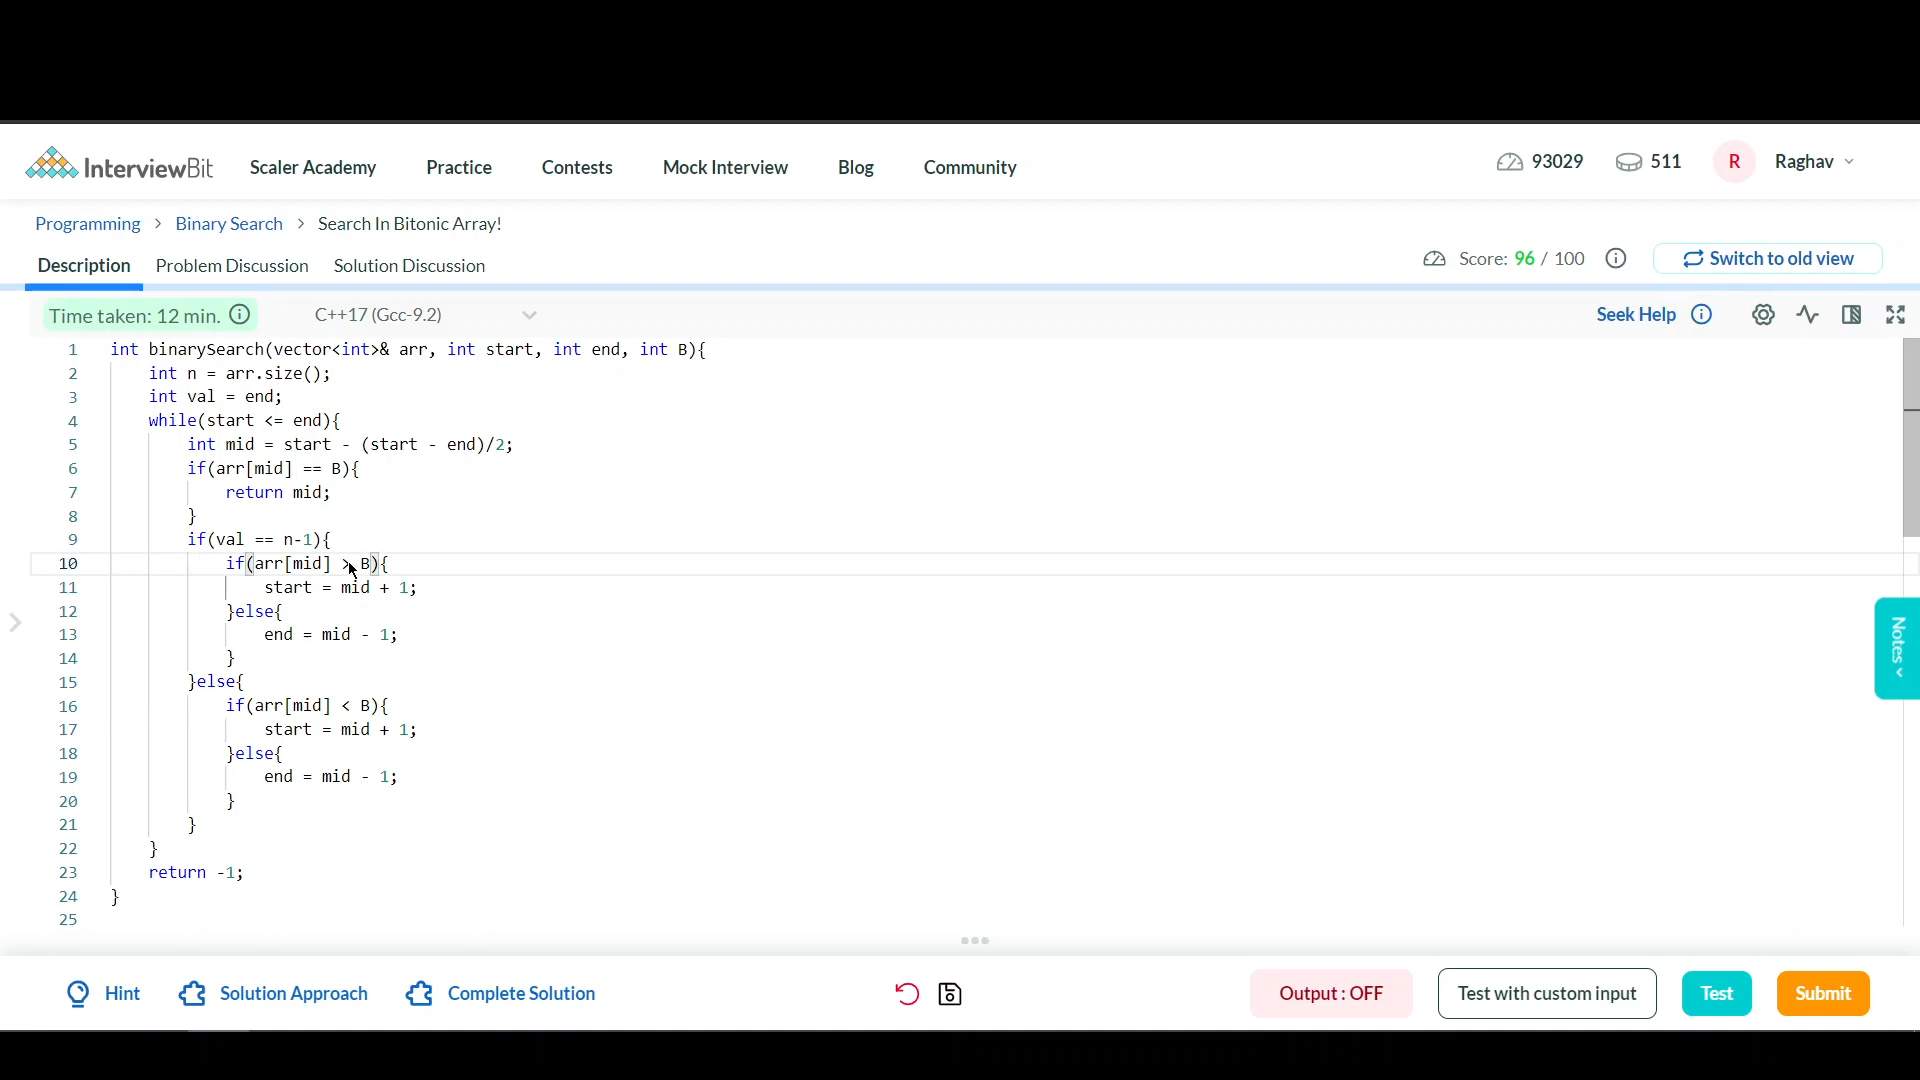 InterviewBit Scaler Academy Practice Contests Mock Interview Blog Community 93029 511 R Raghav
Programming > Binary Search > Search In Bitonic Array!
Description Problem Discussion Solution Discussion Score: 96 / 100 Switch to old view
Time taken: 12 min. C++17 (Gcc-9.2) Seek Help
1 int binarySearch(vector<int>& arr, int start, int end, int B){
2 int n = arr.size();
3 int val = end;
4 while(start <= end){
5 int mid = start - (start - end)/2;
6 if(arr[mid] == B){
7 return mid;
8 }
9 if(val == n-1){
10 if(arr[mid] > B){
11 start = mid + 1;
12 }else{
13 end = mid - 1;
14 }
15 }else{
16 if(arr[mid] < B){
17 start = mid + 1;
18 }else{
19 end = mid - 1;
20 }
21 }
22 }
23 return -1;
24 }
25
Notes
Hint Solution Approach Complete Solution Output : OFF Test with custom input Test Submit